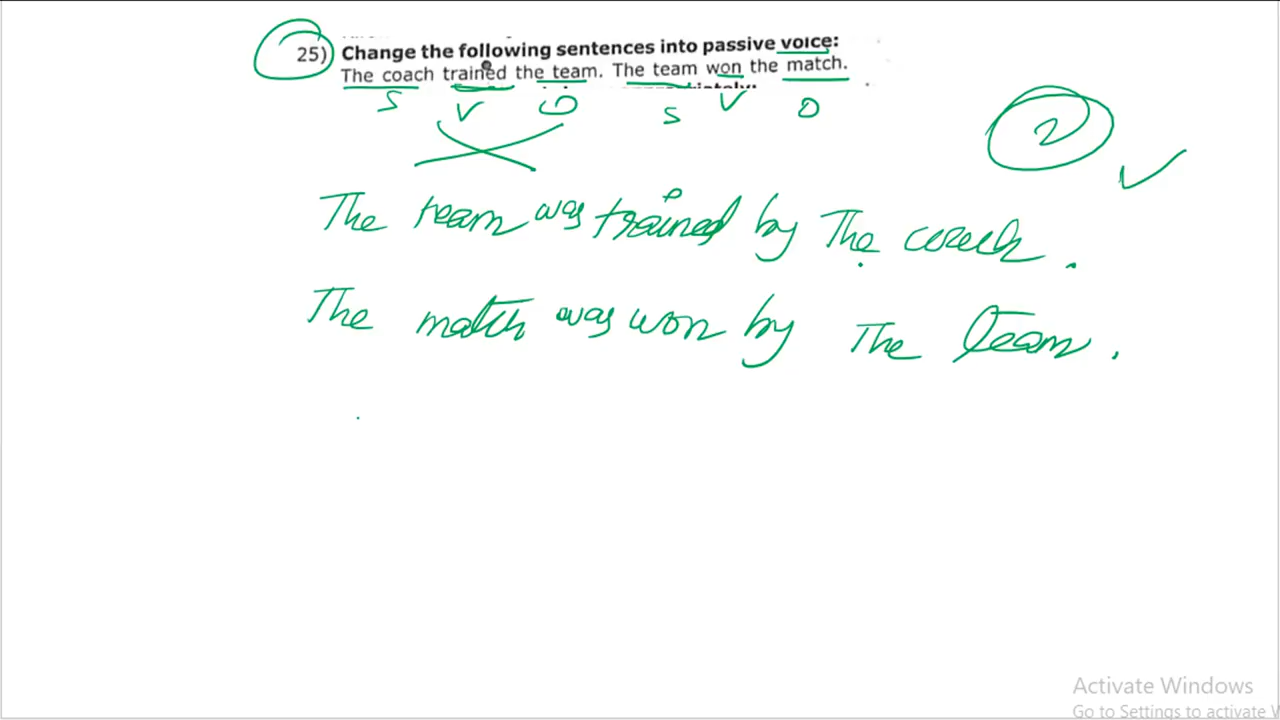 25) Change the following sentences into passive voice:
The coach trained the team. The team won the match.
S V O S V O
2
The team was trained by The coach.
The match was won by The team.
Activate Windows
Go to Settings to activate W